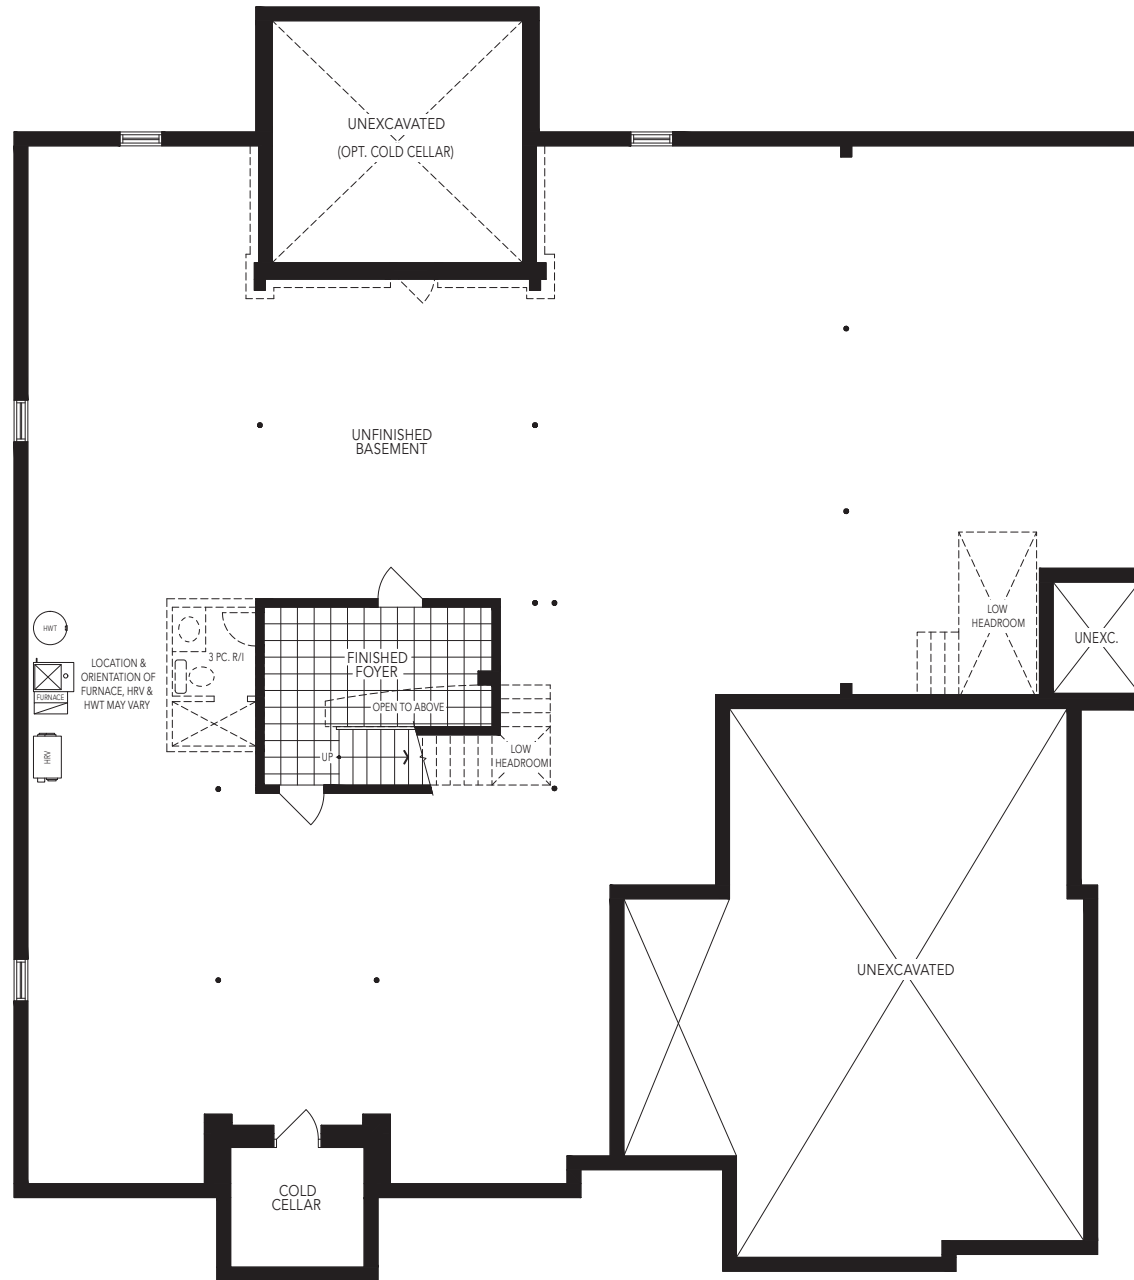 UNEXCAVATED
(OPT. COLD CELLAR)
UNFINISHED
BASEMENT
LOW
HEADROOM
UNEXC.
HWT
LOCATION &
ORIENTATION OF
FURNACE, HRV &
HWT MAY VARY
FURNACE
HRV
3 PC. R/I
FINISHED
FOYER
OPEN TO ABOVE
UP
LOW
HEADROOM
UNEXCAVATED
COLD
CELLAR